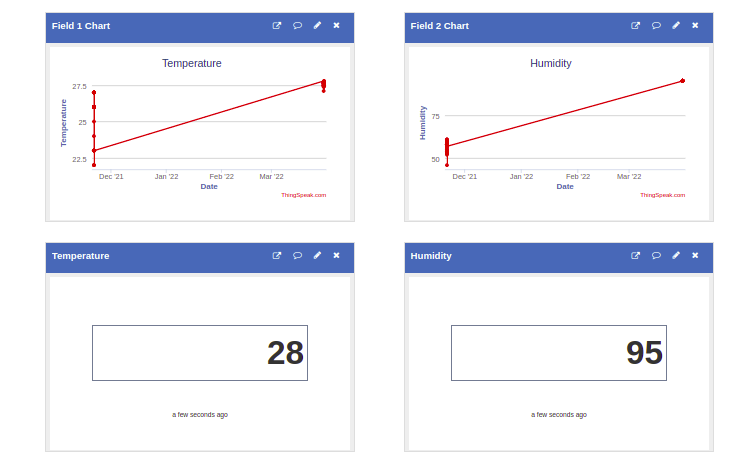 Field 1 Chart
Temperature
Temperature
27.5
25
22.5
Dec '21 Jan '22 Feb '22 Mar '22
Date
ThingSpeak.com
Field 2 Chart
Humidity
Humidity
75
50
Dec '21 Jan '22 Feb '22 Mar '22
Date
ThingSpeak.com
Temperature
28
a few seconds ago
Humidity
95
a few seconds ago